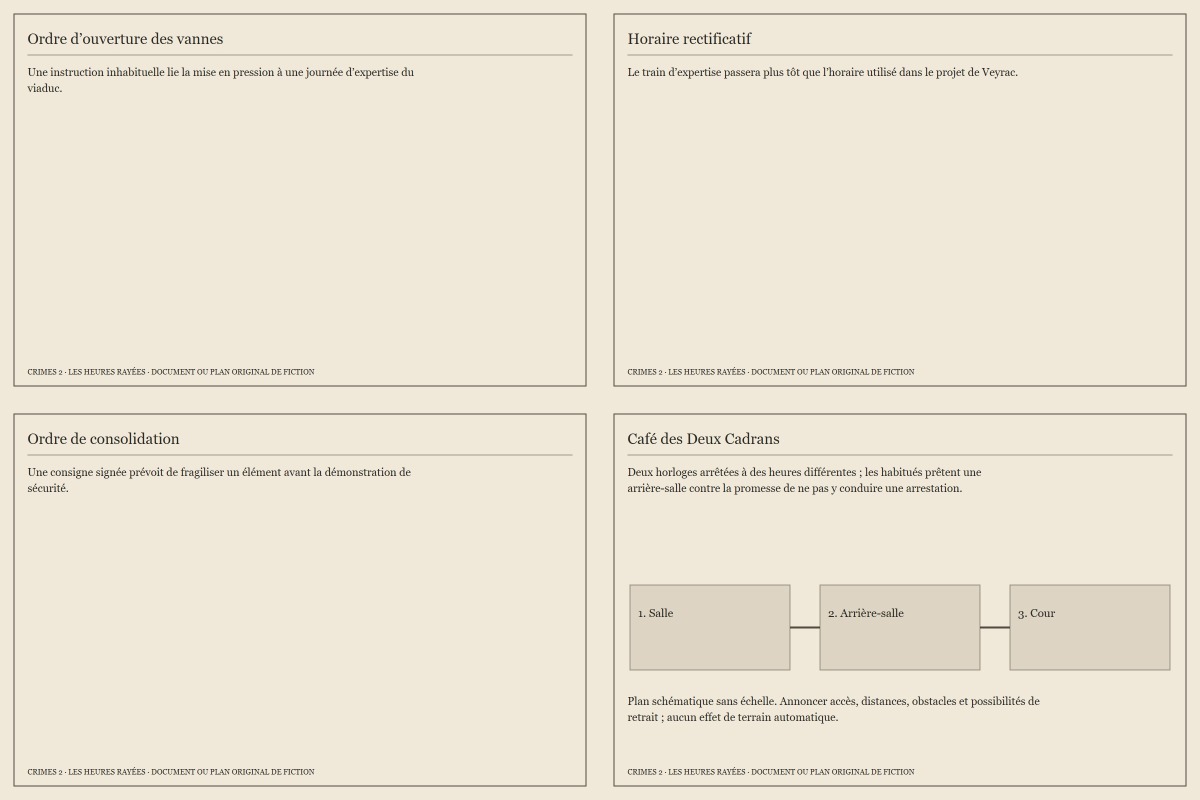 Ordre d’ouverture des vannes
Une instruction inhabituelle lie la mise en pression à une journée d’expertise du
viaduc.
CRIMES 2 · LES HEURES RAYÉES · DOCUMENT OU PLAN ORIGINAL DE FICTION
Horaire rectificatif
Le train d’expertise passera plus tôt que l’horaire utilisé dans le projet de Veyrac.
CRIMES 2 · LES HEURES RAYÉES · DOCUMENT OU PLAN ORIGINAL DE FICTION
Ordre de consolidation
Une consigne signée prévoit de fragiliser un élément avant la démonstration de
sécurité.
CRIMES 2 · LES HEURES RAYÉES · DOCUMENT OU PLAN ORIGINAL DE FICTION
Café des Deux Cadrans
Deux horloges arrêtées à des heures différentes ; les habitués prêtent une
arrière-salle contre la promesse de ne pas y conduire une arrestation.
1. Salle
2. Arrière-salle
3. Cour
Plan schématique sans échelle. Annoncer accès, distances, obstacles et possibilités de
retrait ; aucun effet de terrain automatique.
CRIMES 2 · LES HEURES RAYÉES · DOCUMENT OU PLAN ORIGINAL DE FICTION